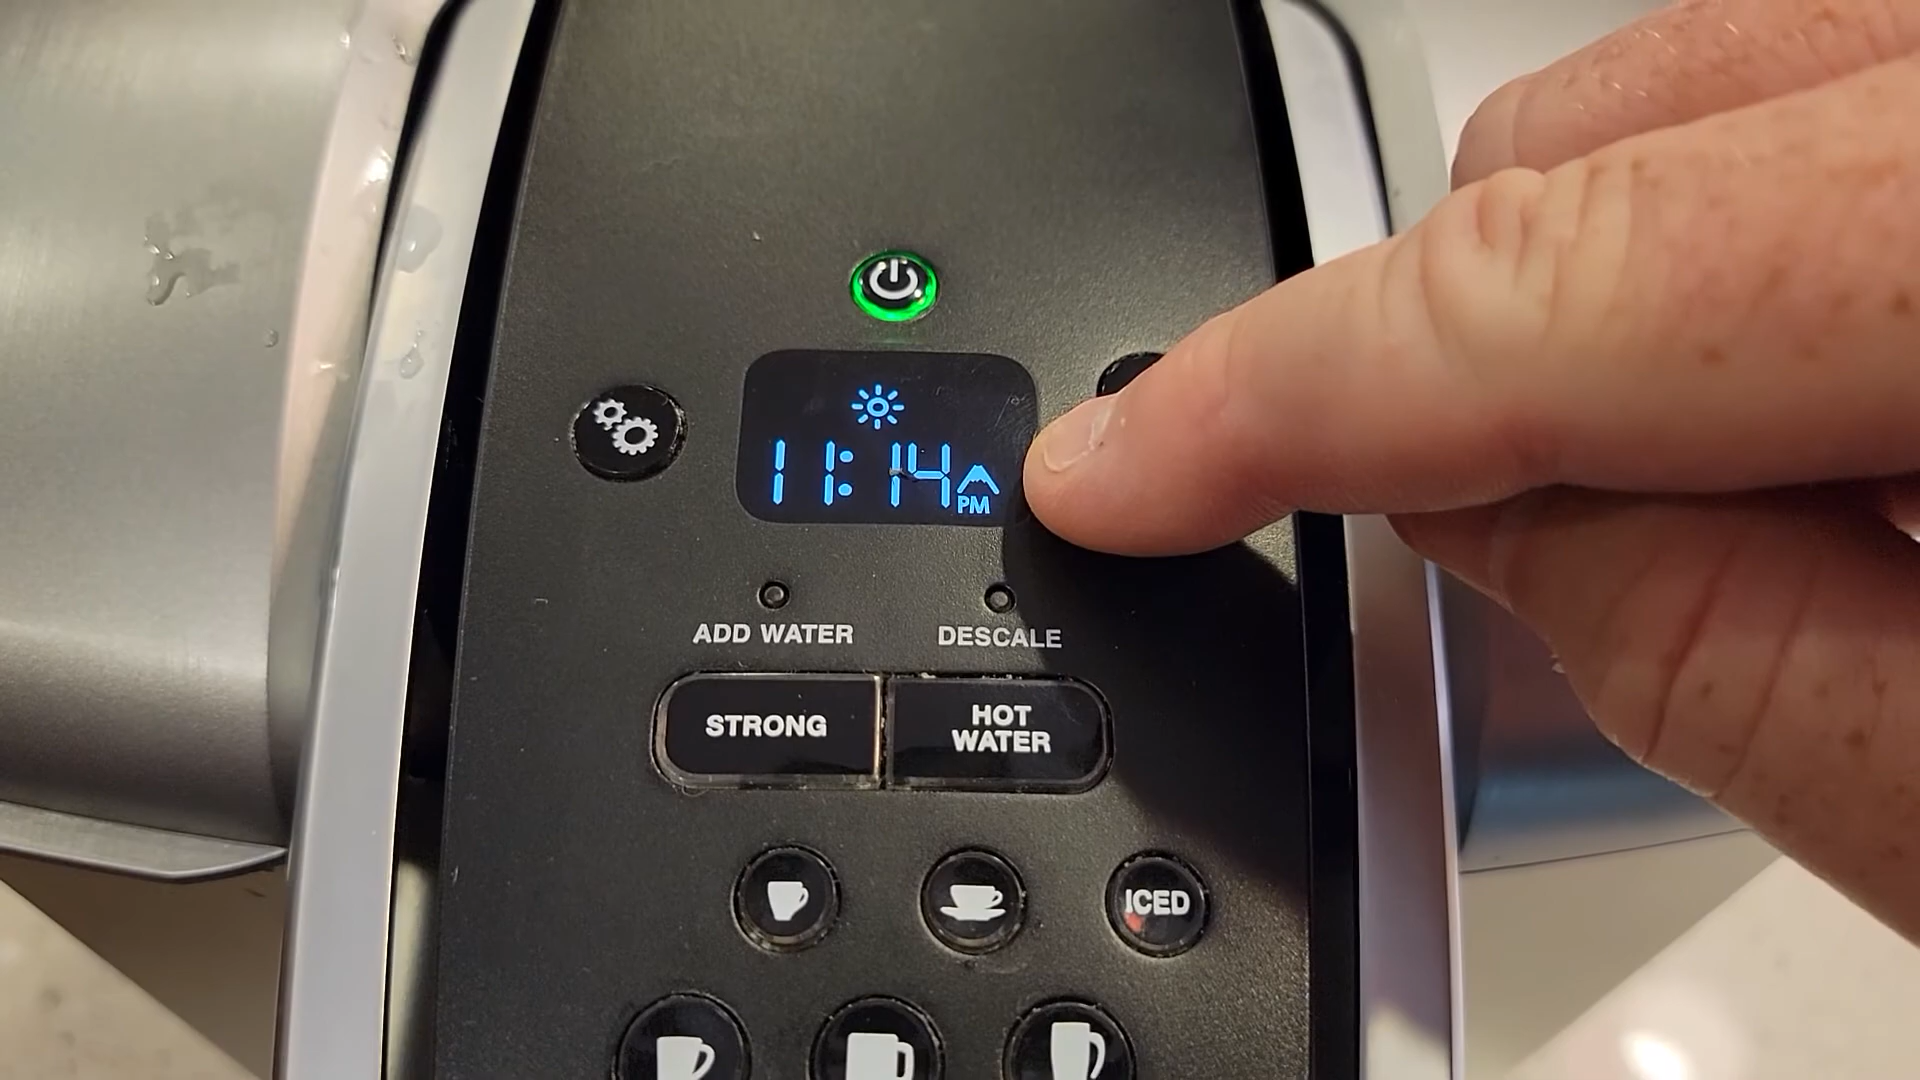 11:14
PM
ADD WATER
DESCALE
STRONG
HOT
WATER
ICED